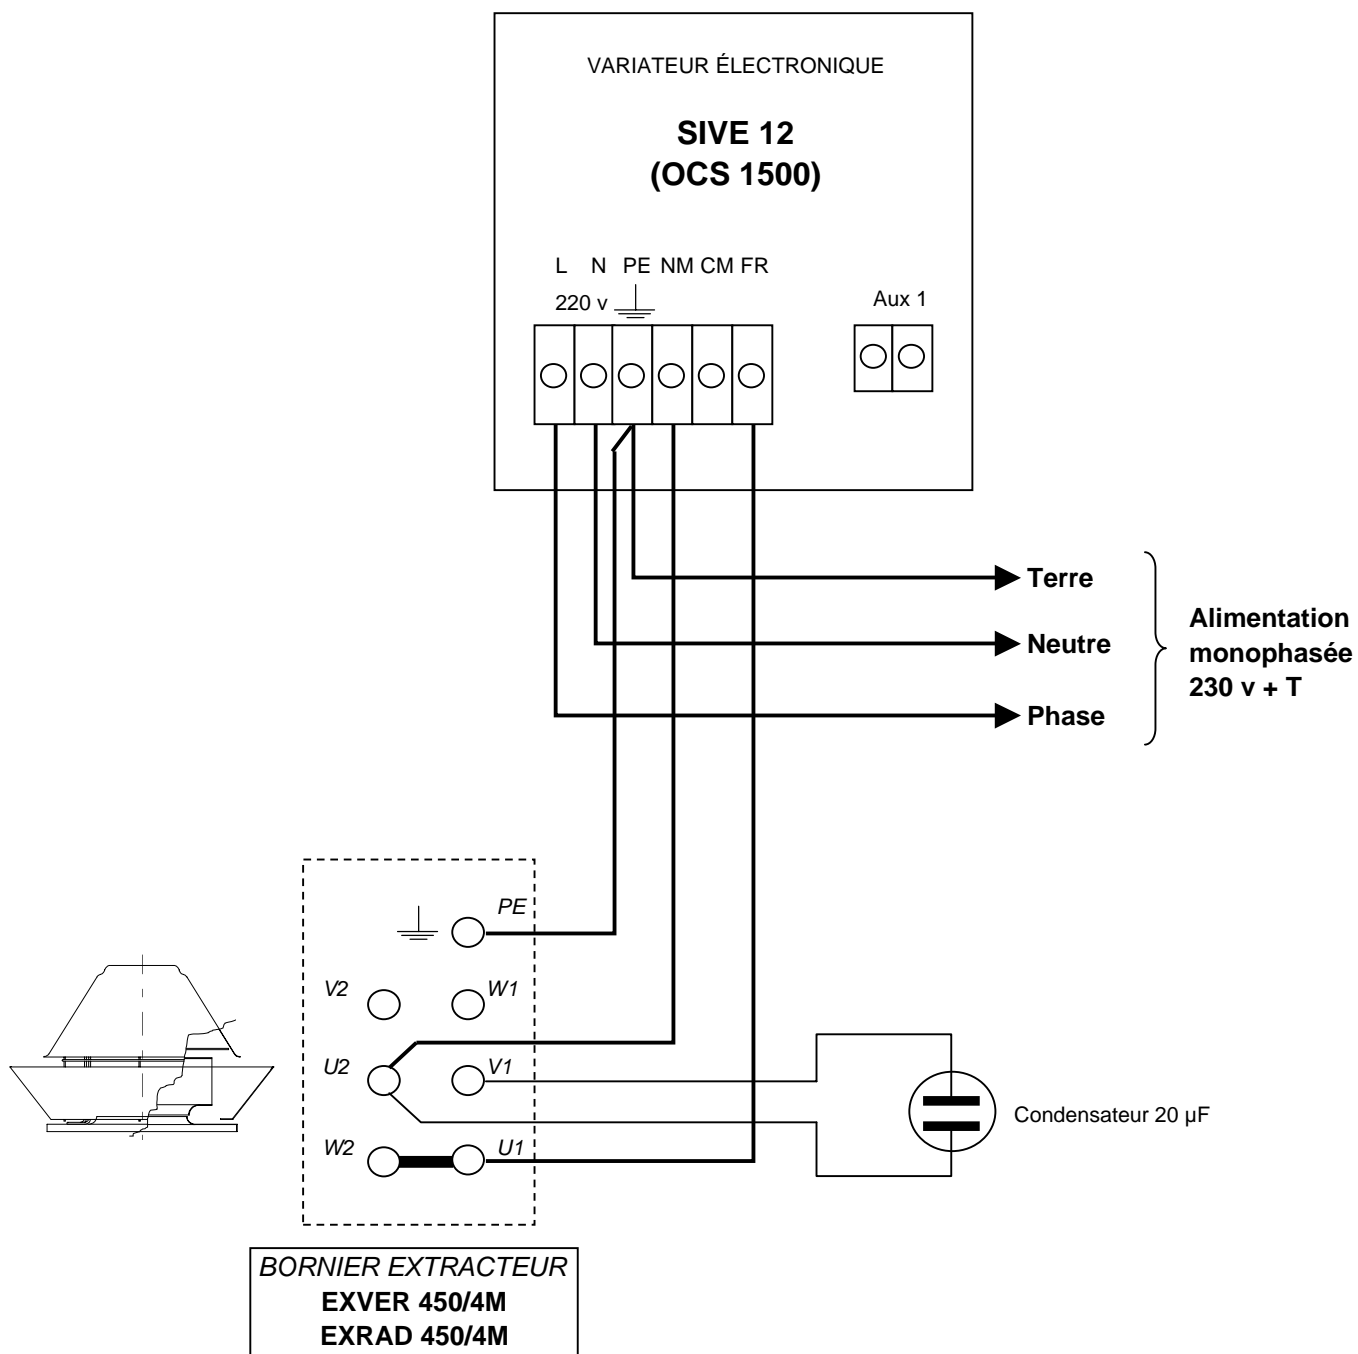 VARIATEUR ÉLECTRONIQUE
SIVE 12
(OCS 1500)
L N PE NM CM FR
220 v
Aux 1
Terre
Neutre
Phase
Alimentation
monophasée
230 v + T
PE
V2 W1
U2 V1
W2 U1
Condensateur 20 µF
BORNIER EXTRACTEUR
EXVER 450/4M
EXRAD 450/4M